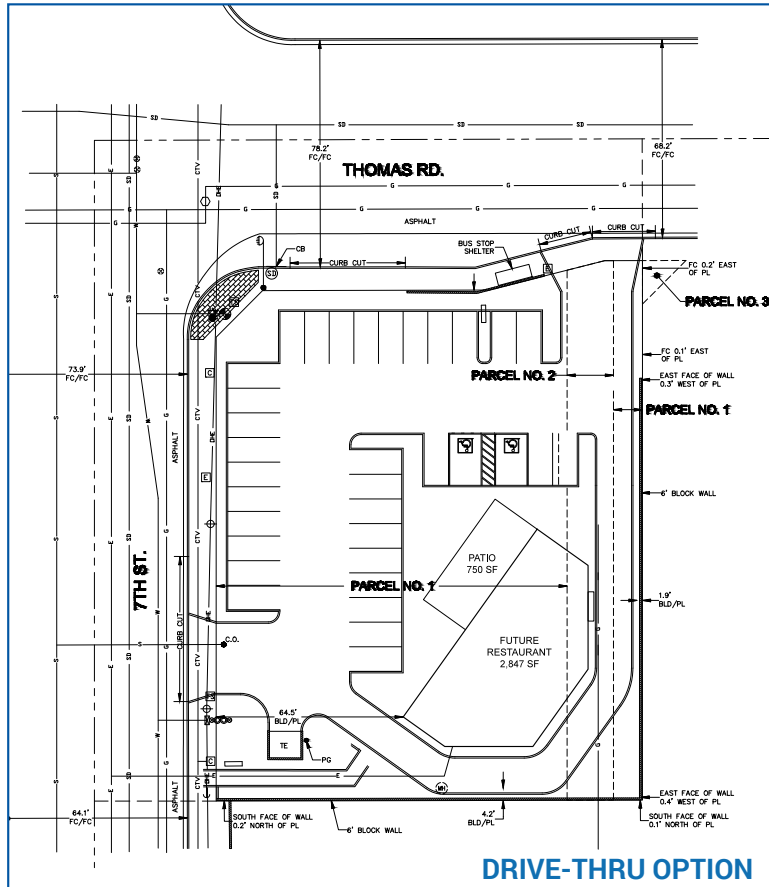 SD
SD
SD
SD
78.2'
FC/FC
68.2'
FC/FC
THOMAS RD.
CTV
OHE
E
SD
S
W
G
G
G
G
G
G
ASPHALT
CURB CUT
CURB CUT
BUS STOP
SHELTER
CB
SD
CURB CUT
E
FC 0.2' EAST
OF PL
PARCEL NO. 3
FC 0.1' EAST
OF PL
73.9'
FC/FC
PARCEL NO. 2
EAST FACE OF WALL
0.3' WEST OF PL
PARCEL NO. 1
C
ASPHALT
E
6' BLOCK WALL
7TH ST.
PATIO
750 SF
PARCEL NO. 1
1.9'
BLD/PL
CURB CUT
C.O.
FUTURE
RESTAURANT
2,847 SF
64.5'
BLD/PL
TE
PG
C
E
E
MH
ASPHALT
64.1'
FC/FC
SOUTH FACE OF WALL
0.2' NORTH OF PL
6' BLOCK WALL
4.2'
BLD/PL
EAST FACE OF WALL
0.4' WEST OF PL
SOUTH FACE OF WALL
0.1' NORTH OF PL
DRIVE-THRU OPTION